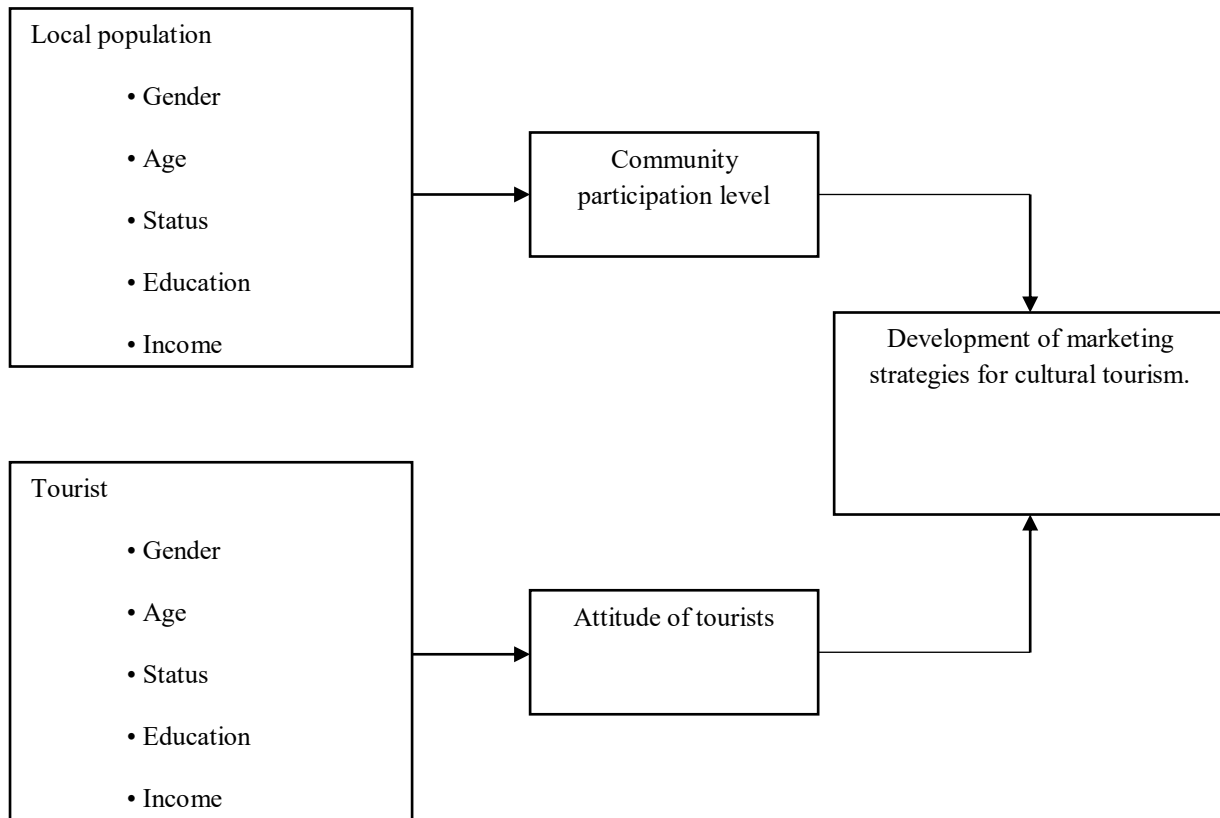 Local population
• Gender
• Age
• Status
• Education
• Income
Community
participation level
Development of marketing
strategies for cultural tourism.
Tourist
• Gender
• Age
• Status
• Education
• Income
Attitude of tourists